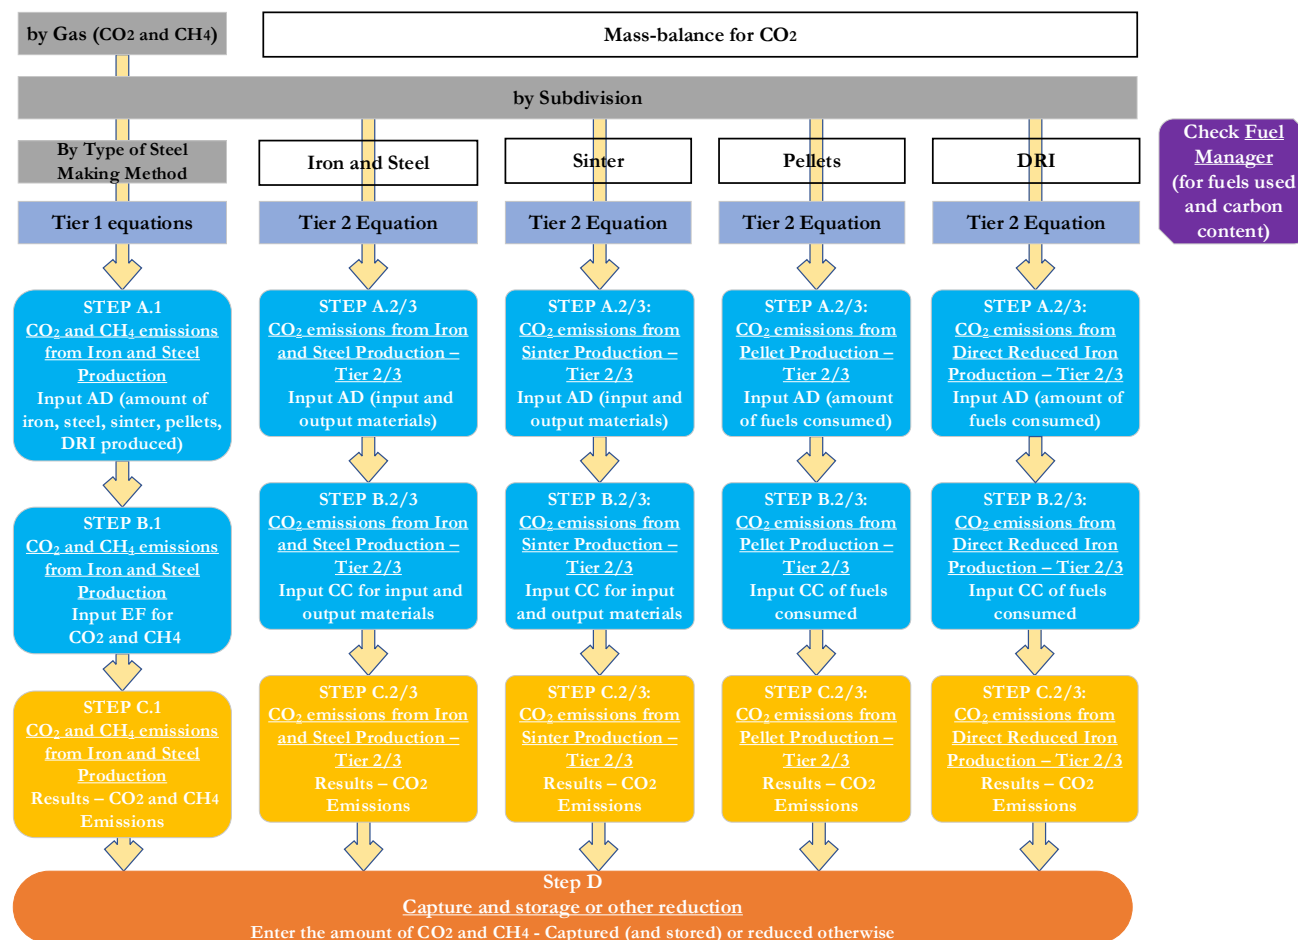 by Gas (CO2 and CH4)
Mass-balance for CO2
by Subdivision
By Type of Steel
Making Method
Iron and Steel
Sinter
Pellets
DRI
Check Fuel
Manager
(for fuels used
and carbon
content)
Tier 1 equations
Tier 2 Equation
Tier 2 Equation
Tier 2 Equation
Tier 2 Equation
STEP A.1
CO2 and CH4 emissions
from Iron and Steel
Production
Input AD (amount of
iron, steel, sinter, pellets,
DRI produced)
STEP A.2/3
CO2 emissions from Iron
and Steel Production –
Tier 2/3
Input AD (input and
output materials)
STEP A.2/3:
CO2 emissions from
Sinter Production –
Tier 2/3
Input AD (input and
output materials)
STEP A.2/3:
CO2 emissions from
Pellet Production –
Tier 2/3
Input AD (amount
of fuels consumed)
STEP A.2/3:
CO2 emissions from
Direct Reduced Iron
Production – Tier 2/3
Input AD (amount of
fuels consumed)
STEP B.1
CO2 and CH4 emissions
from Iron and Steel
Production
Input EF for
CO2 and CH4
STEP B.2/3
CO2 emissions from Iron
and Steel Production –
Tier 2/3
Input CC for input and
output materials
STEP B.2/3:
CO2 emissions from
Sinter Production –
Tier 2/3
Input CC for input
and output materials
STEP B.2/3:
CO2 emissions from
Pellet Production –
Tier 2/3
Input CC of fuels
consumed
STEP B.2/3:
CO2 emissions from
Direct Reduced Iron
Production – Tier 2/3
Input CC of fuels
consumed
STEP C.1
CO2 and CH4 emissions
from Iron and Steel
Production
Results – CO2 and CH4
Emissions
STEP C.2/3
CO2 emissions from Iron
and Steel Production –
Tier 2/3
Results – CO2
Emissions
STEP C.2/3:
CO2 emissions from
Sinter Production –
Tier 2/3
Results – CO2
Emissions
STEP C.2/3:
CO2 emissions from
Pellet Production –
Tier 2/3
Results – CO2
Emissions
STEP C.2/3:
CO2 emissions from
Direct Reduced Iron
Production – Tier 2/3
Results – CO2
Emissions
Step D
Capture and storage or other reduction
Enter the amount of CO2 and CH4 - Captured (and stored) or reduced otherwise